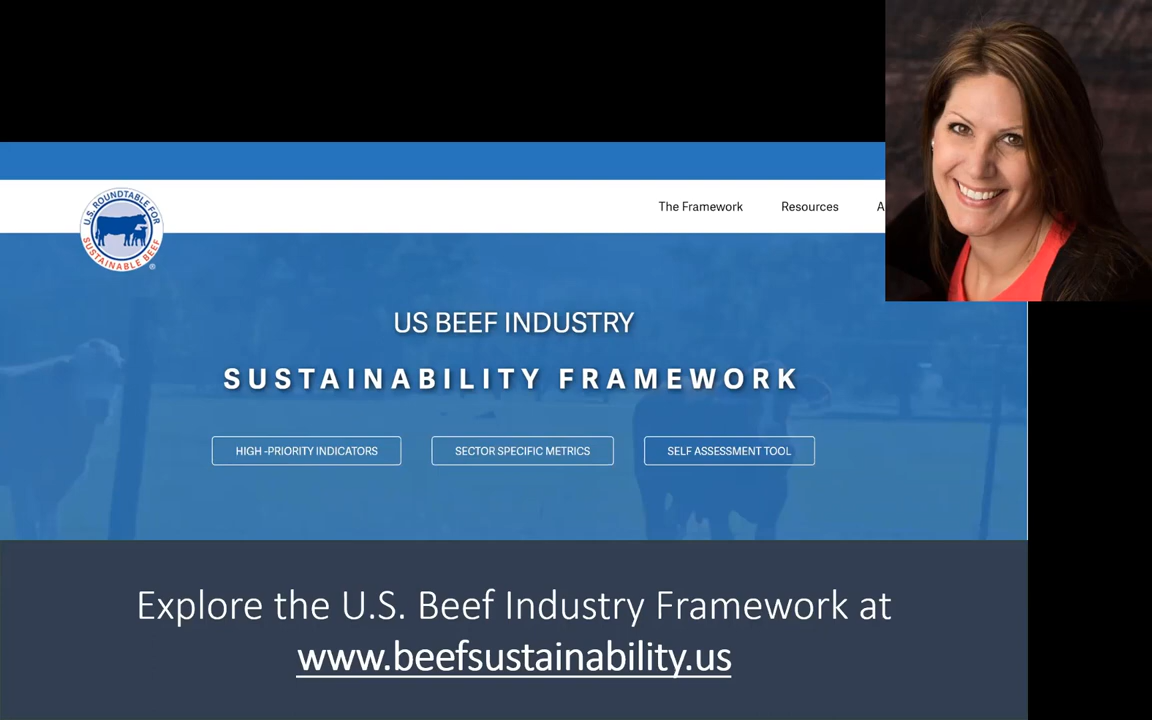 U.S. ROUNDTABLE FOR
SUSTAINABLE BEEF
®
The Framework Resources A
US BEEF INDUSTRY
SUSTAINABILITY FRAMEWORK
HIGH -PRIORITY INDICATORS SECTOR SPECIFIC METRICS SELF ASSESSMENT TOOL
Explore the U.S. Beef Industry Framework at
www.beefsustainability.us